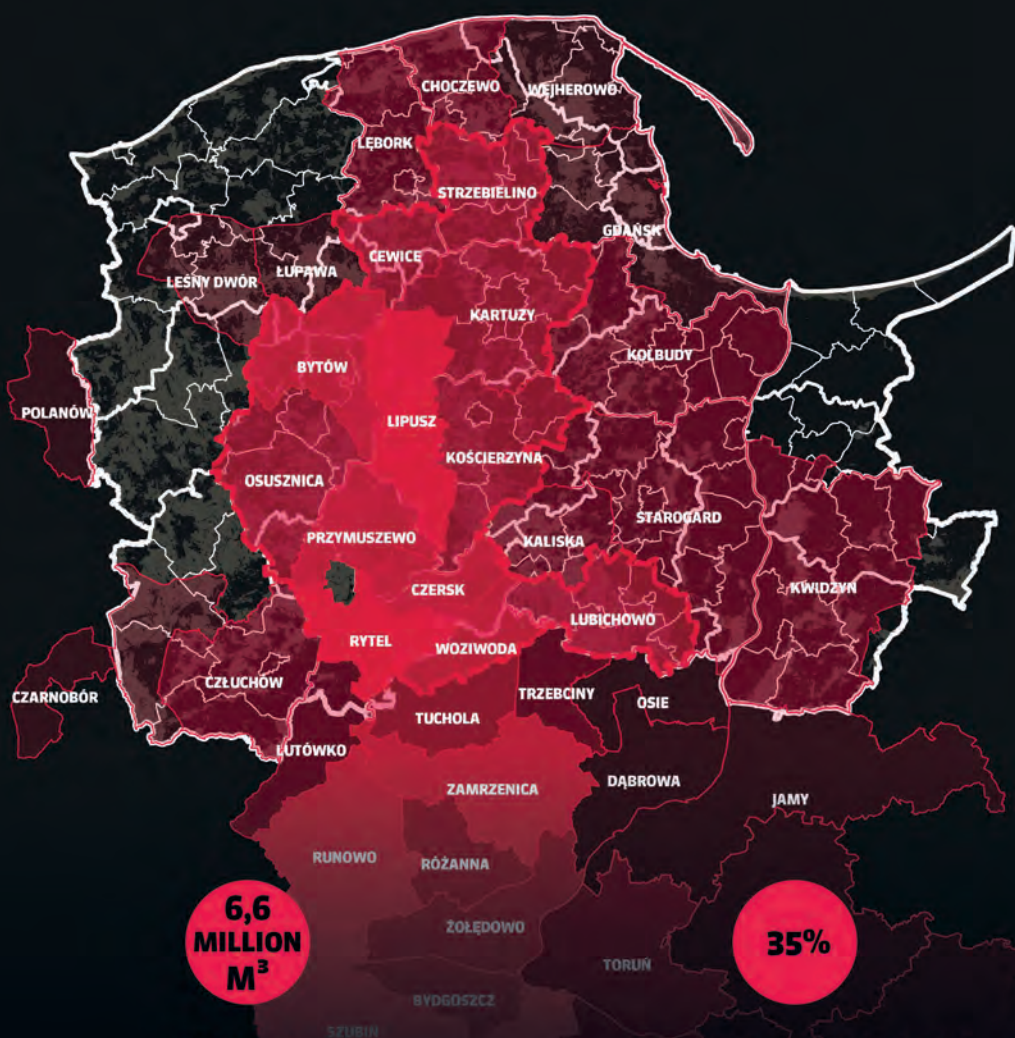 CHOCZEWO
WEJHEROWO
LĘBORK
STRZEBIELINO
GDAŃSK
CEWICE
ŁUPAWA
LEŚNY DWÓR
KARTUZY
KOLBUDY
BYTÓW
POLANÓW
LIPUSZ
KOŚCIERZYNA
OSUSZNICA
STAROGARD
PRZYMUSZEWO
KALISKA
CZERSK
KWIDZYN
LUBICHOWO
RYTEL
WOZIWODA
CZŁUCHÓW
CZARNOBÓR
TRZEBCINY
OSIE
TUCHOLA
LUTÓWKO
DĄBROWA
ZAMRZENICA
JAMY
RUNOWO
RÓŻANNA
6,6
MILLION
M³
ŻOŁĘDOWO
35%
TORUŃ
BYDGOSZCZ
SZUBIN